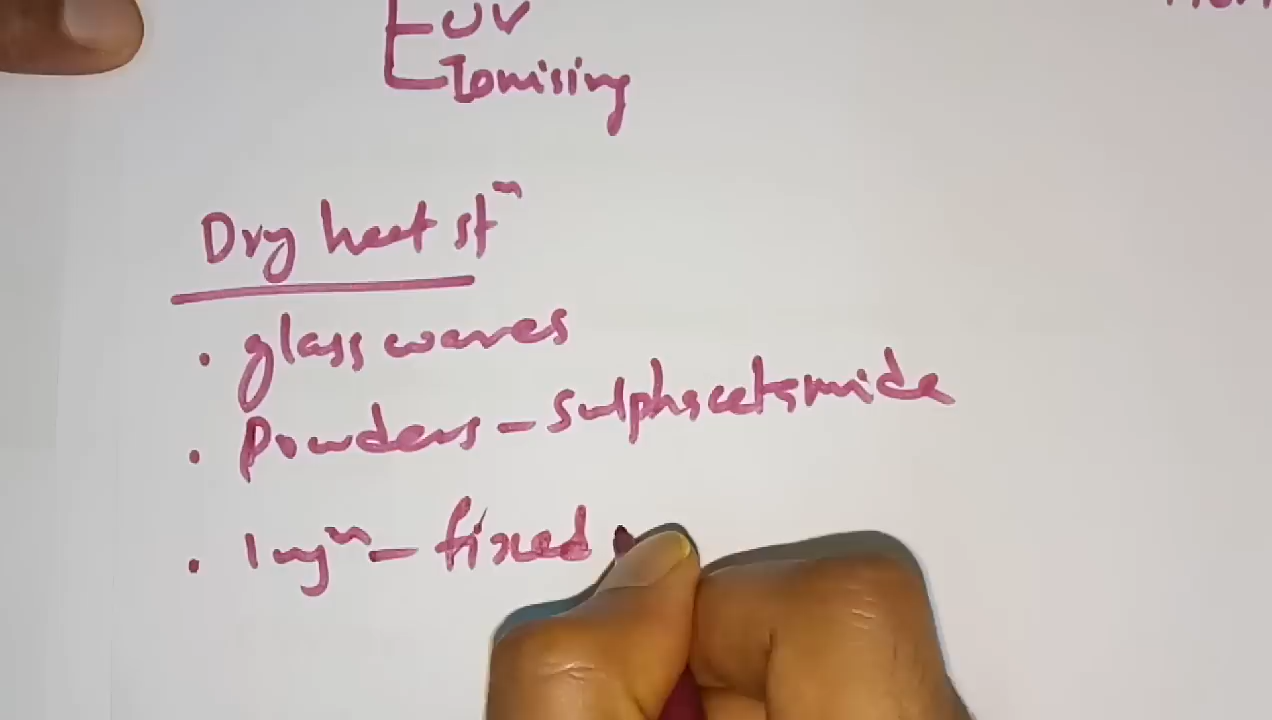 UV
Ionising
Dry heat stⁿ
• glass wares
• Powders - Sulphacetamide
• Injⁿ - fixed